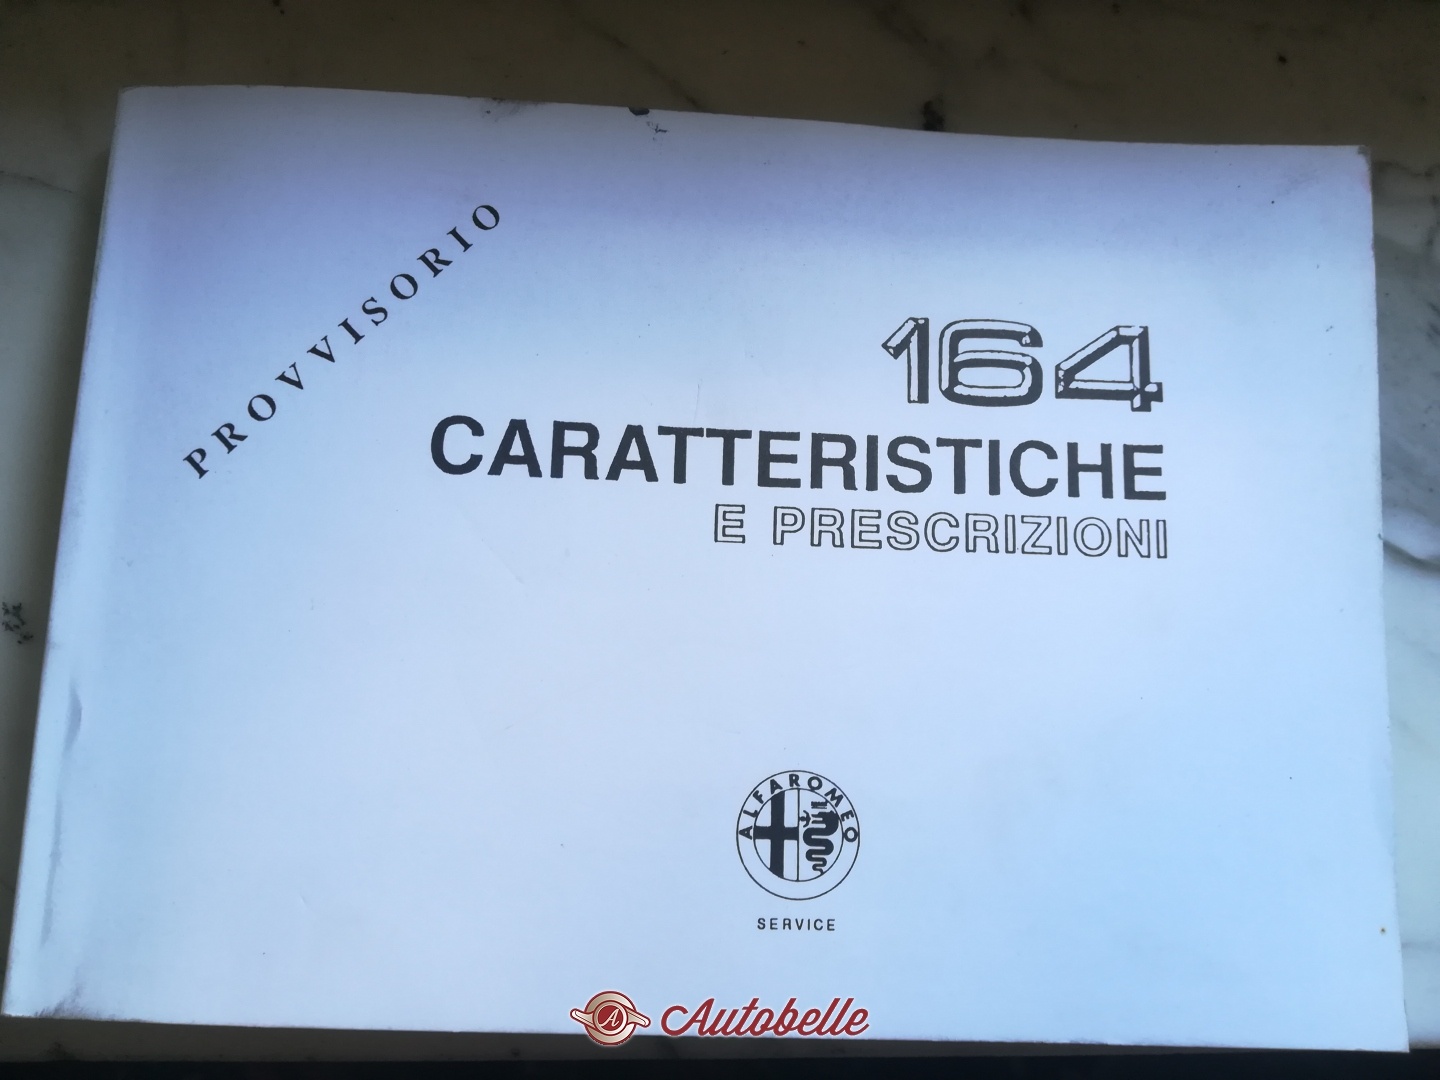 PROVVISORIO
164
CARATTERISTICHE
E PRESCRIZIONI
ALFA ROMEO
SERVICE
A Autobelle